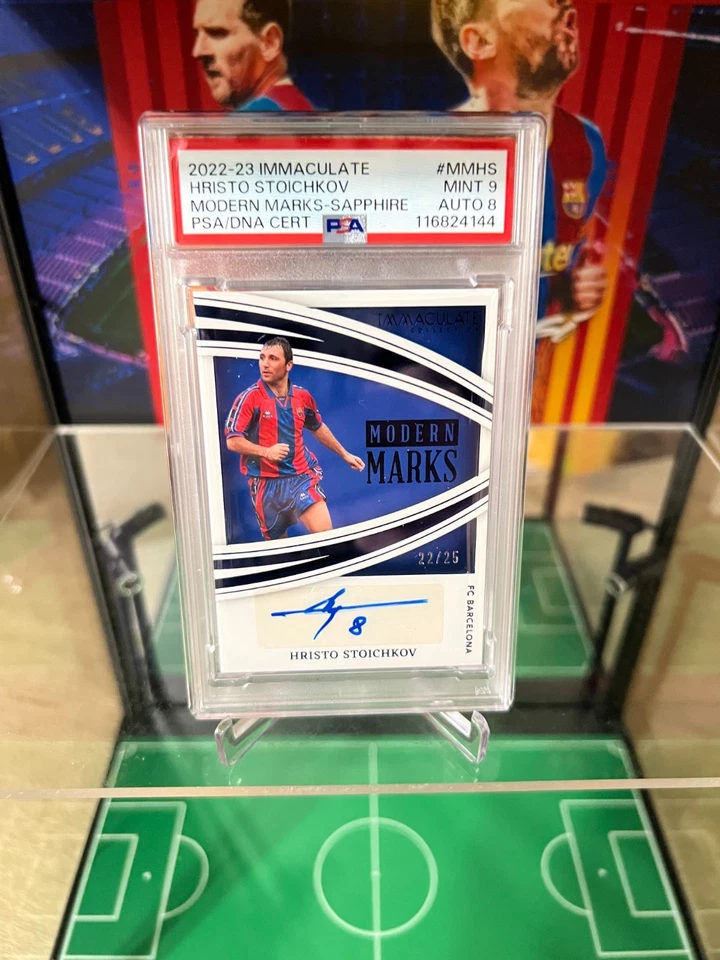 2022-23 IMMACULATE #MMHS
HRISTO STOICHKOV MINT 9
MODERN MARKS-SAPPHIRE AUTO 8
PSA/DNA CERT PSA 116824144
IMMACULATE
COLLECTION
MODERN
MARKS
22/25
FC BARCELONA
8
HRISTO STOICHKOV